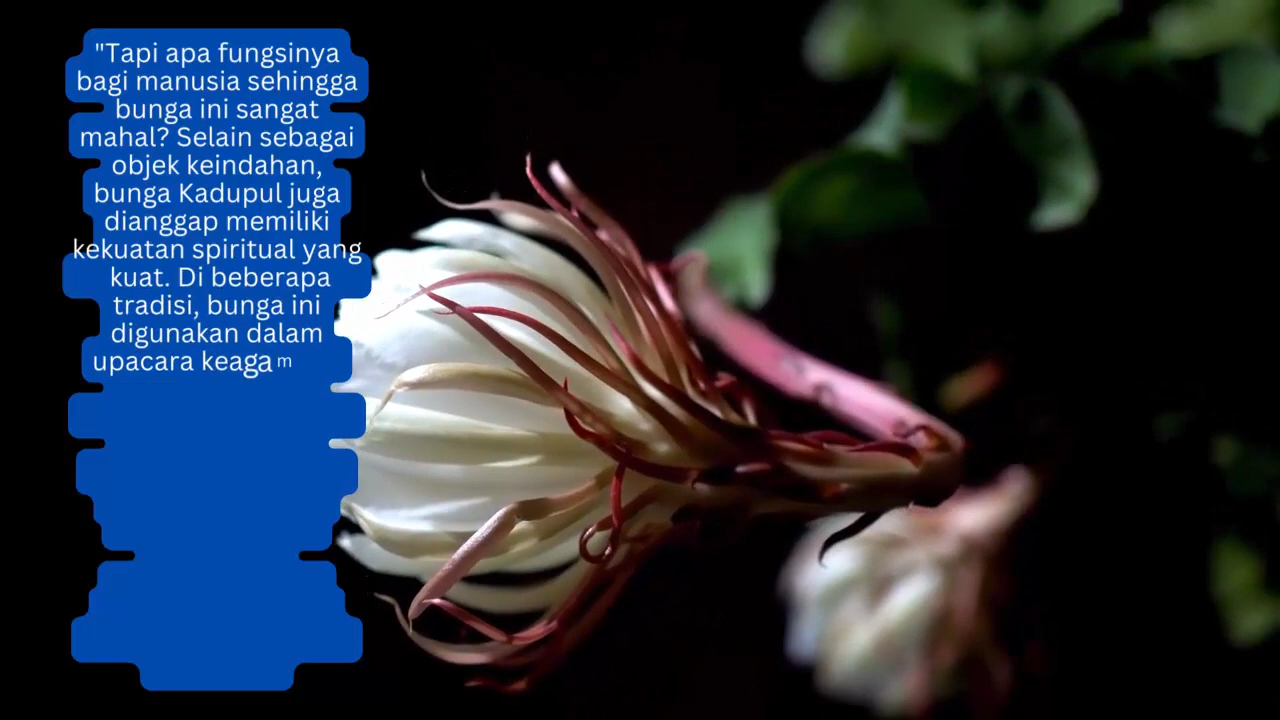 "Tapi apa fungsinya
bagi manusia sehingga
bunga ini sangat
mahal? Selain sebagai
objek keindahan,
bunga Kadupul juga
dianggap memiliki
kekuatan spiritual yang
kuat. Di beberapa
tradisi, bunga ini
digunakan dalam
upacara keagam